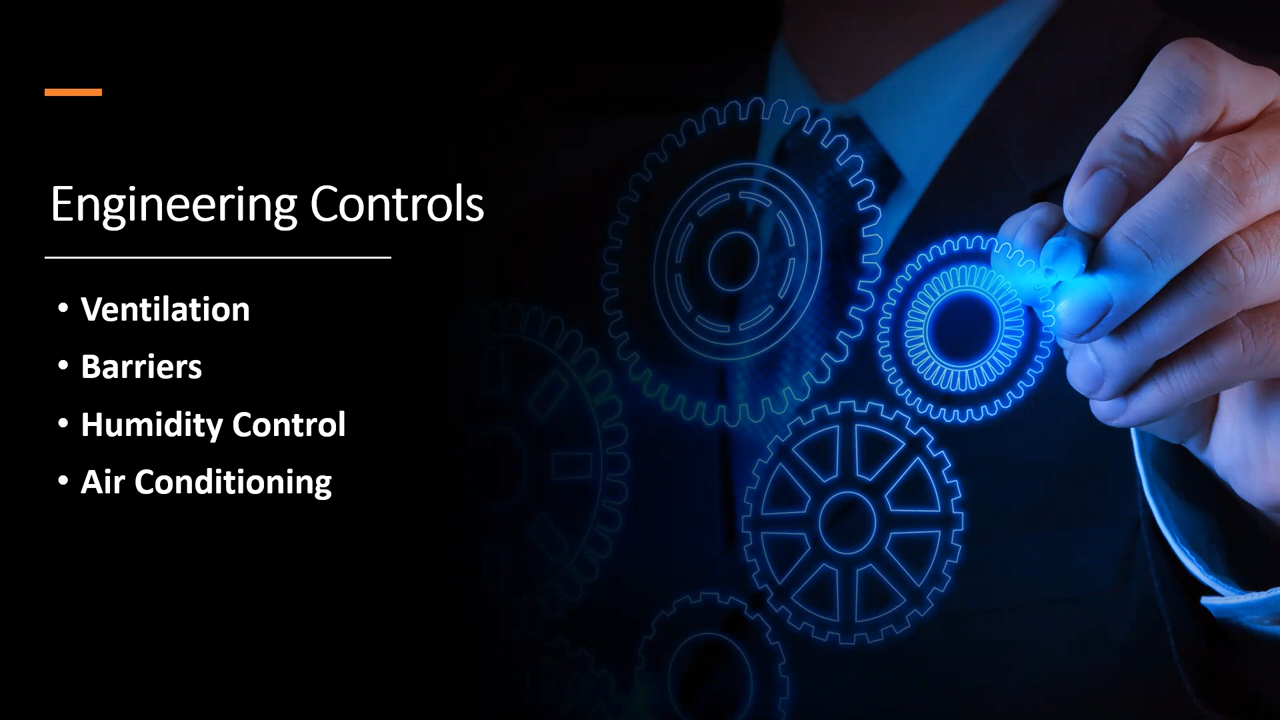 Engineering Controls
• Ventilation
• Barriers
• Humidity Control
• Air Conditioning